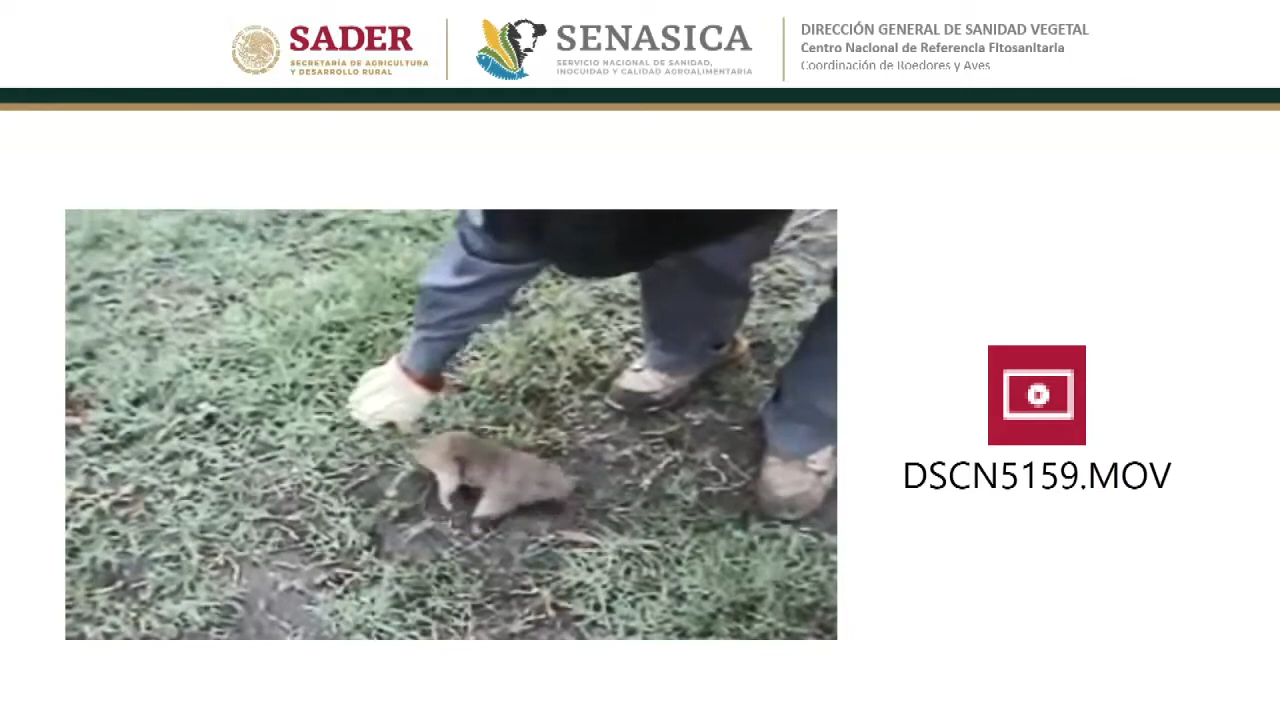 SADER
SECRETARÍA DE AGRICULTURA
Y DESARROLLO RURAL
SENASICA
SERVICIO NACIONAL DE SANIDAD,
INOCUIDAD Y CALIDAD AGROALIMENTARIA
DIRECCIÓN GENERAL DE SANIDAD VEGETAL
Centro Nacional de Referencia Fitosanitaria
Coordinación de Roedores y Aves
DSCN5159.MOV